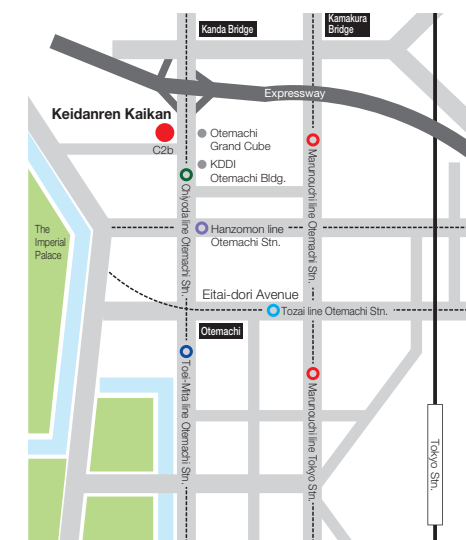 Kanda Bridge
Kamakura
Bridge
Expressway
Keidanren Kaikan
C2b
Otemachi
Grand Cube
KDDI
Otemachi Bldg.
Chiyoda line Otemachi Stn.
Marunouchi line Otemachi Stn.
The
Imperial
Palace
Hanzomon line
Otemachi Stn.
Eitai-dori Avenue
Tozai line Otemachi Stn.
Otemachi
Toei-Mita line Otemachi Stn.
Marunouchi line Tokyo Stn.
Tokyo Stn.